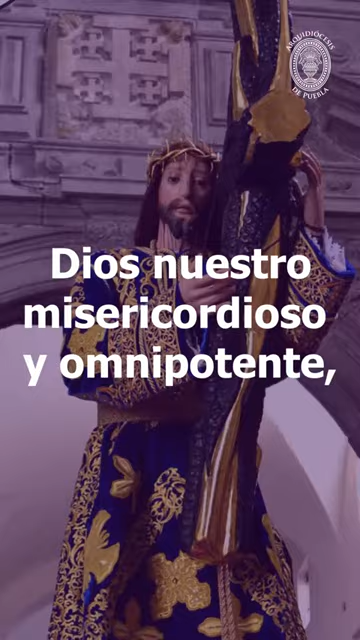 ARQUIDIÓCESIS
DE PUEBLA
Dios nuestro
misericordioso
y omnipotente,